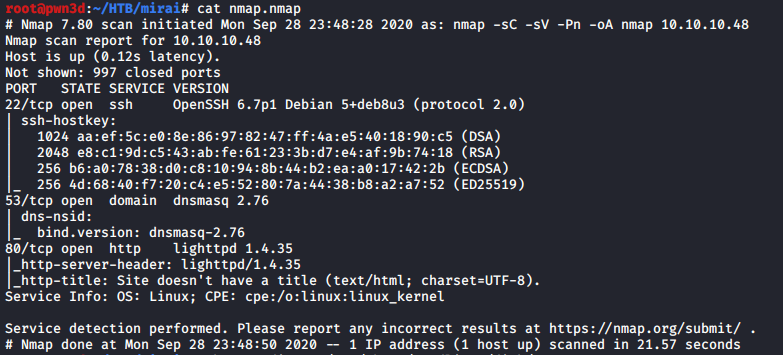 root@pwn3d:~/HTB/mirai# cat nmap.nmap
# Nmap 7.80 scan initiated Mon Sep 28 23:48:28 2020 as: nmap -sC -sV -Pn -oA nmap 10.10.10.48
Nmap scan report for 10.10.10.48
Host is up (0.12s latency).
Not shown: 997 closed ports
PORT   STATE SERVICE VERSION
22/tcp open  ssh     OpenSSH 6.7p1 Debian 5+deb8u3 (protocol 2.0)
| ssh-hostkey:
|   1024 aa:ef:5c:e0:8e:86:97:82:47:ff:4a:e5:40:18:90:c5 (DSA)
|   2048 e8:c1:9d:c5:43:ab:fe:61:23:3b:d7:e4:af:9b:74:18 (RSA)
|   256 b6:a0:78:38:d0:c8:10:94:8b:44:b2:ea:a0:17:42:2b (ECDSA)
|_  256 4d:68:40:f7:20:c4:e5:52:80:7a:44:38:b8:a2:a7:52 (ED25519)
53/tcp open  domain  dnsmasq 2.76
| dns-nsid:
|_  bind.version: dnsmasq-2.76
80/tcp open  http    lighttpd 1.4.35
|_http-server-header: lighttpd/1.4.35
|_http-title: Site doesn't have a title (text/html; charset=UTF-8).
Service Info: OS: Linux; CPE: cpe:/o:linux:linux_kernel

Service detection performed. Please report any incorrect results at https://nmap.org/submit/ .
# Nmap done at Mon Sep 28 23:48:50 2020 -- 1 IP address (1 host up) scanned in 21.57 seconds